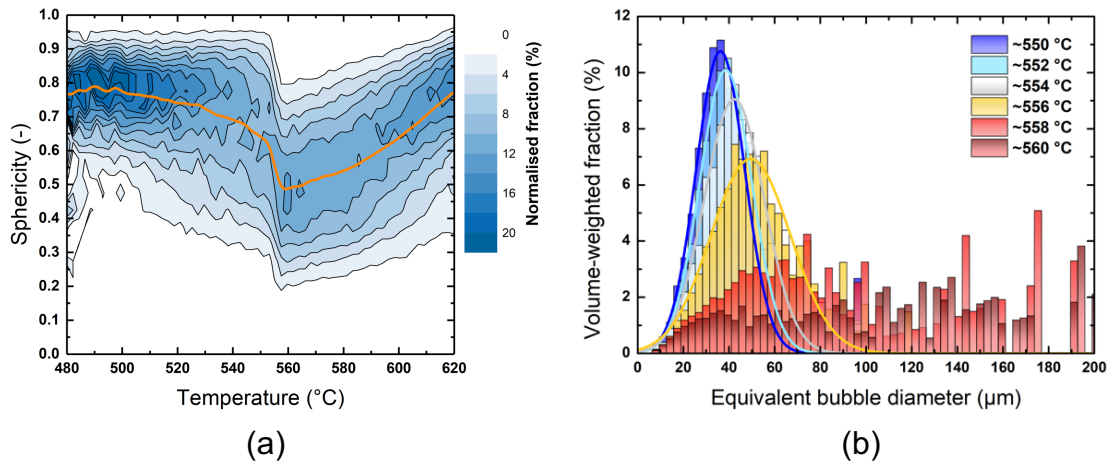 1.0
0.9
0.8
0.7
0.6
0.5
0.4
0.3
0.2
0.1
0.0
Sphericity (-)
480 500 520 540 560 580 600 620
Temperature (°C)
0
4
8
12
16
20
Normalised fraction (%)
(a)
12
10
8
6
4
2
0
Volume-weighted fraction (%)
~550 °C
~552 °C
~554 °C
~556 °C
~558 °C
~560 °C
0 20 40 60 80 100 120 140 160 180 200
Equivalent bubble diameter (μm)
(b)